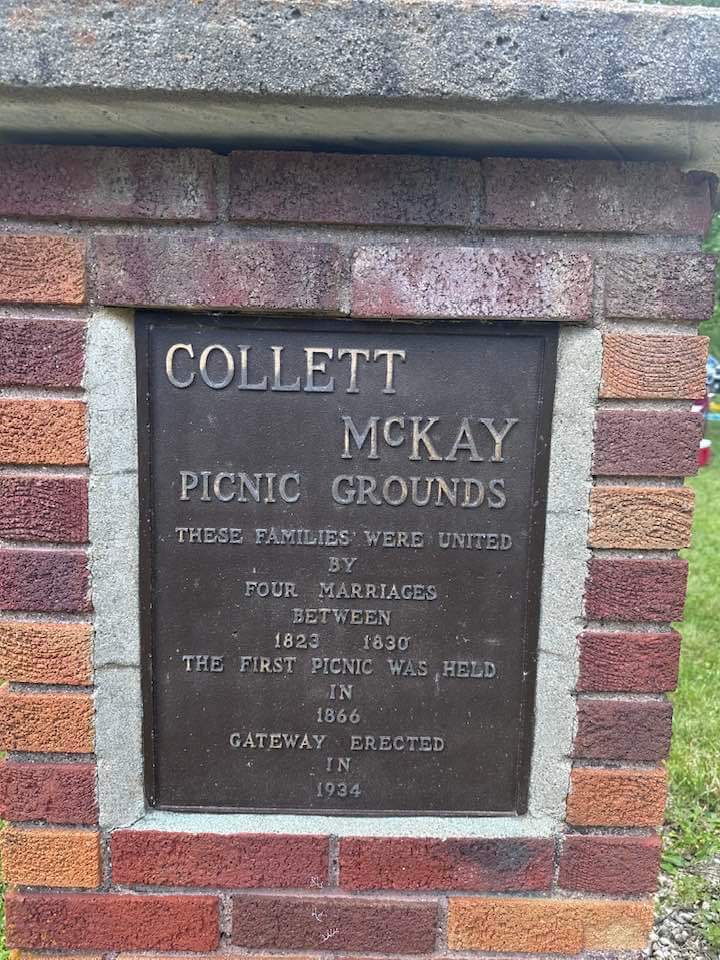 COLLETT
McKAY
PICNIC GROUNDS
THESE FAMILIES WERE UNITED
BY
FOUR MARRIAGES
BETWEEN
1823 1830
THE FIRST PICNIC WAS HELD
IN
1866
GATEWAY ERECTED
IN
1934